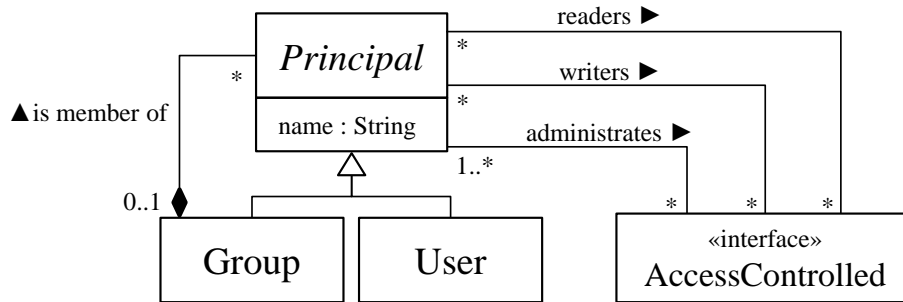 readers ►
*
Principal
writers ►
*
*
▲is member of
name : String
administrates ►
1..*
0..1
*
*
*
Group
User
«interface»
AccessControlled